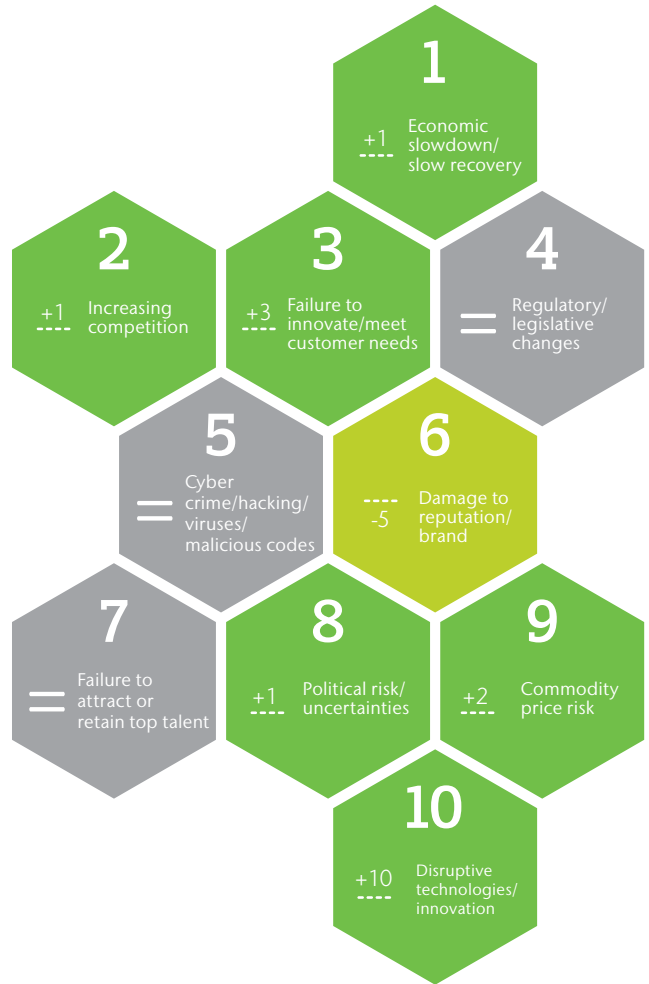 1
+1
Economic
slowdown/
slow recovery
2
+1
Increasing
competition
3
+3
Failure to
innovate/meet
customer needs
4
=
Regulatory/
legislative
changes
5
=
Cyber
crime/hacking/
viruses/
malicious codes
6
-5
Damage to
reputation/
brand
7
=
Failure to
attract or
retain top talent
8
+1
Political risk/
uncertainties
9
+2
Commodity
price risk
10
+10
Disruptive
technologies/
innovation